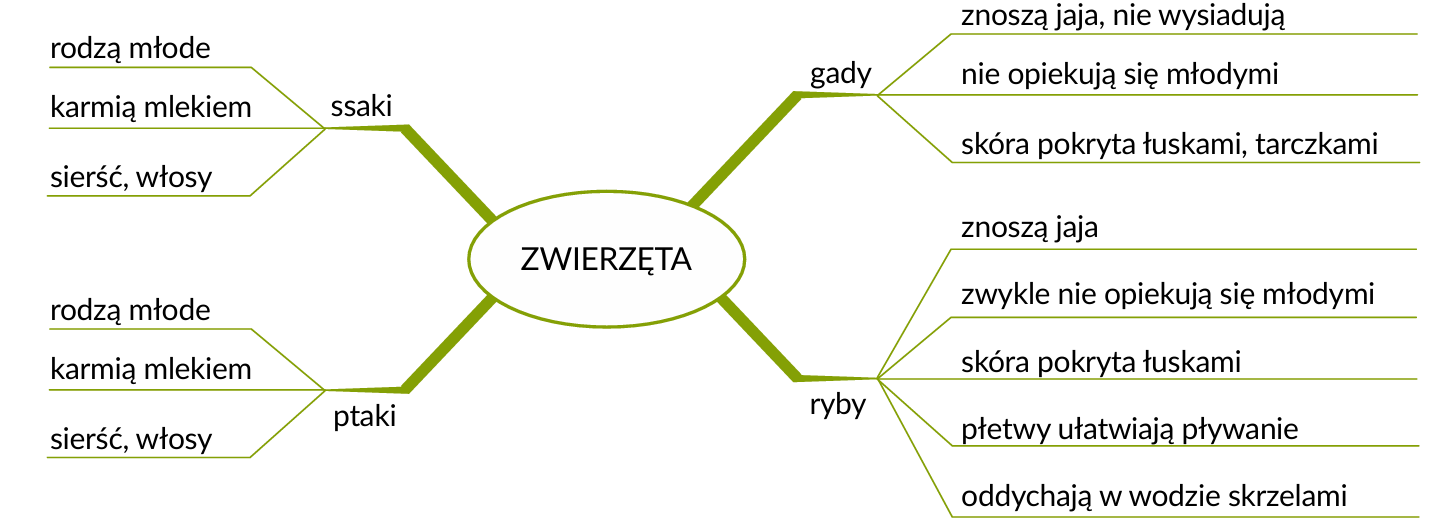 rodzą młode
karmią mlekiem
sierść, włosy
ssaki
rodzą młode
karmią mlekiem
sierść, włosy
ptaki
ZWIERZĘTA
gady
znoszą jaja, nie wysiadują
nie opiekują się młodymi
skóra pokryta łuskami, tarczkami
ryby
znoszą jaja
zwykle nie opiekują się młodymi
skóra pokryta łuskami
płetwy ułatwiają pływanie
oddychają w wodzie skrzelami